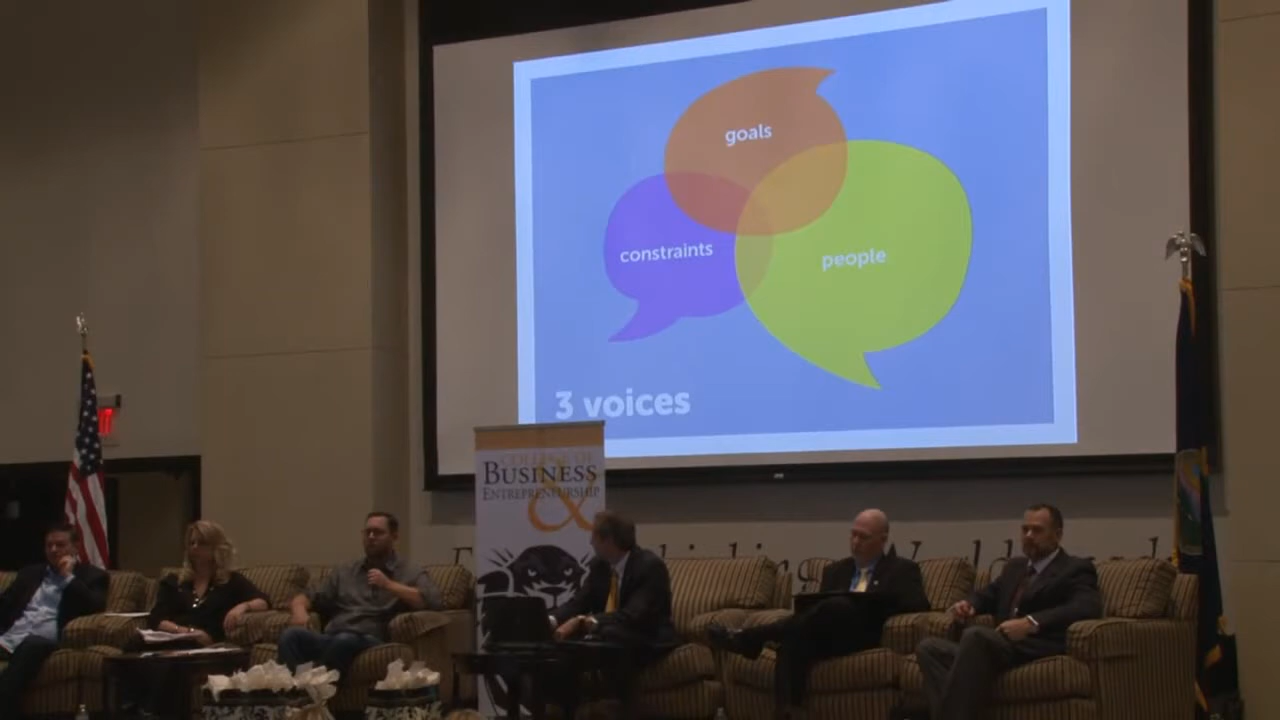 goals
constraints
people
3 voices
COLLEGE OF
BUSINESS
ENTREPRENEURSHIP
&